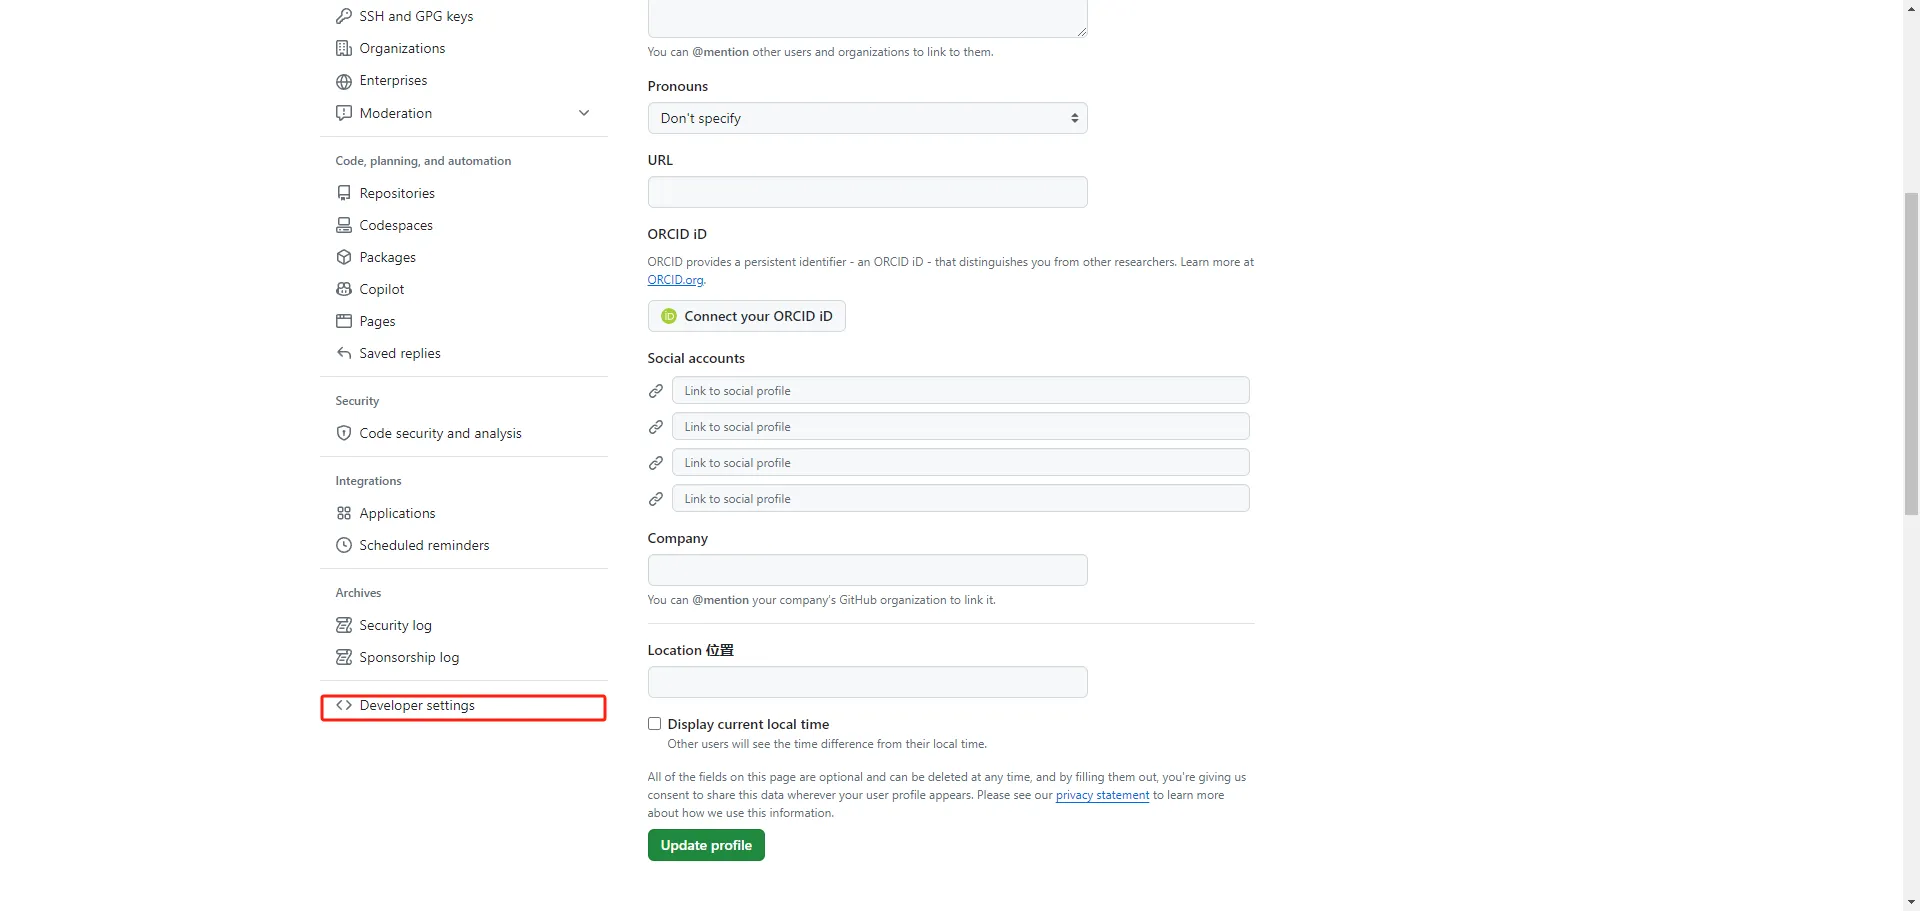 SSH and GPG keys
Organizations
Enterprises
Moderation
Code, planning, and automation
Repositories
Codespaces
Packages
Copilot
Pages
Saved replies
Security
Code security and analysis
Integrations
Applications
Scheduled reminders
Archives
Security log
Sponsorship log
Developer settings
You can @mention other users and organizations to link to them.
Pronouns
Don't specify
URL
ORCID iD
ORCID provides a persistent identifier - an ORCID iD - that distinguishes you from other researchers. Learn more at
ORCID.org.
iD Connect your ORCID iD
Social accounts
Link to social profile
Link to social profile
Link to social profile
Link to social profile
Company
You can @mention your company's GitHub organization to link it.
Location 位置
Display current local time
Other users will see the time difference from their local time.
All of the fields on this page are optional and can be deleted at any time, and by filling them out, you're giving us
consent to share this data wherever your user profile appears. Please see our privacy statement to learn more
about how we use this information.
Update profile